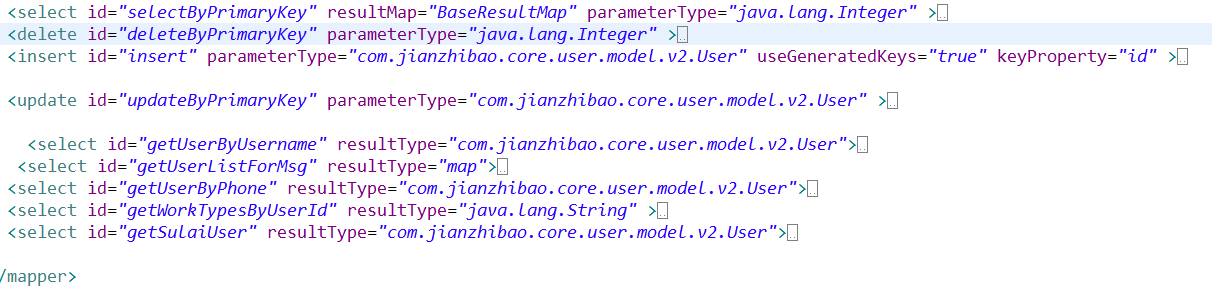 <select id="selectByPrimaryKey" resultMap="BaseResultMap" parameterType="java.lang.Integer" >
<delete id="deleteByPrimaryKey" parameterType="java.lang.Integer" >
<insert id="insert" parameterType="com.jianzhibao.core.user.model.v2.User" useGeneratedKeys="true" keyProperty="id" >
<update id="updateByPrimaryKey" parameterType="com.jianzhibao.core.user.model.v2.User" >
<select id="getUserByUsername" resultType="com.jianzhibao.core.user.model.v2.User">
<select id="getUserListForMsg" resultType="map">
<select id="getUserByPhone" resultType="com.jianzhibao.core.user.model.v2.User">
<select id="getWorkTypesByUserId" resultType="java.lang.String" >
<select id="getSulaiUser" resultType="com.jianzhibao.core.user.model.v2.User">
/mapper>